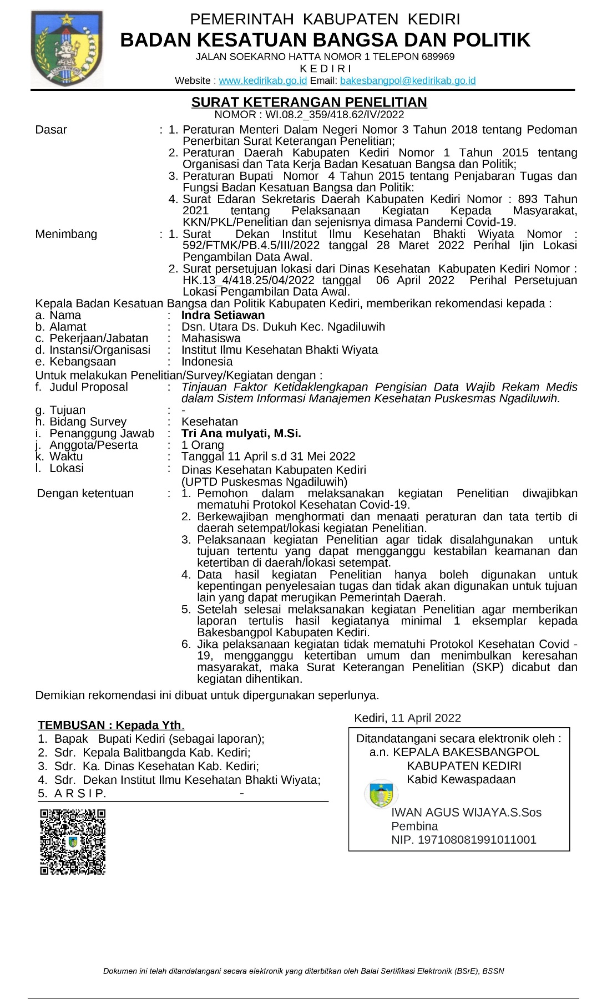 PEMERINTAH KABUPATEN KEDIRI
BADAN KESATUAN BANGSA DAN POLITIK
JALAN SOEKARNO HATTA NOMOR 1 TELEPON 689969
K E D I R I
Website : www.kedirikab.go.id Email: bakesbangpol@kedirikab.go.id
SURAT KETERANGAN PENELITIAN
NOMOR : WI.08.2_359/418.62/IV/2022
Dasar : 1. Peraturan Menteri Dalam Negeri Nomor 3 Tahun 2018 tentang Pedoman
Penerbitan Surat Keterangan Penelitian;
2. Peraturan Daerah Kabupaten Kediri Nomor 1 Tahun 2015 tentang
Organisasi dan Tata Kerja Badan Kesatuan Bangsa dan Politik;
3. Peraturan Bupati Nomor 4 Tahun 2015 tentang Penjabaran Tugas dan
Fungsi Badan Kesatuan Bangsa dan Politik:
4. Surat Edaran Sekretaris Daerah Kabupaten Kediri Nomor : 893 Tahun
2021 tentang Pelaksanaan Kegiatan Kepada Masyarakat,
KKN/PKL/Penelitian dan sejenisnya dimasa Pandemi Covid-19.
Menimbang : 1. Surat Dekan Institut Ilmu Kesehatan Bhakti Wiyata Nomor :
592/FTMK/PB.4.5/III/2022 tanggal 28 Maret 2022 Perihal Ijin Lokasi
Pengambilan Data Awal.
2. Surat persetujuan lokasi dari Dinas Kesehatan Kabupaten Kediri Nomor :
HK.13_4/418.25/04/2022 tanggal 06 April 2022 Perihal Persetujuan
Lokasi Pengambilan Data Awal.
Kepala Badan Kesatuan Bangsa dan Politik Kabupaten Kediri, memberikan rekomendasi kepada :
a. Nama : Indra Setiawan
b. Alamat : Dsn. Utara Ds. Dukuh Kec. Ngadiluwih
c. Pekerjaan/Jabatan : Mahasiswa
d. Instansi/Organisasi : Institut Ilmu Kesehatan Bhakti Wiyata
e. Kebangsaan : Indonesia
Untuk melakukan Penelitian/Survey/Kegiatan dengan :
f. Judul Proposal : Tinjauan Faktor Ketidaklengkapan Pengisian Data Wajib Rekam Medis
dalam Sistem Informasi Manajemen Kesehatan Puskesmas Ngadiluwih.
g. Tujuan : -
h. Bidang Survey : Kesehatan
i. Penanggung Jawab : Tri Ana mulyati, M.Si.
j. Anggota/Peserta : 1 Orang
k. Waktu : Tanggal 11 April s.d 31 Mei 2022
l. Lokasi : Dinas Kesehatan Kabupaten Kediri
(UPTD Puskesmas Ngadiluwih)
Dengan ketentuan : 1. Pemohon dalam melaksanakan kegiatan Penelitian diwajibkan
mematuhi Protokol Kesehatan Covid-19.
2. Berkewajiban menghormati dan menaati peraturan dan tata tertib di
daerah setempat/lokasi kegiatan Penelitian.
3. Pelaksanaan kegiatan Penelitian agar tidak disalahgunakan untuk
tujuan tertentu yang dapat mengganggu kestabilan keamanan dan
ketertiban di daerah/lokasi setempat.
4. Data hasil kegiatan Penelitian hanya boleh digunakan untuk
kepentingan penyelesaian tugas dan tidak akan digunakan untuk tujuan
lain yang dapat merugikan Pemerintah Daerah.
5. Setelah selesai melaksanakan kegiatan Penelitian agar memberikan
laporan tertulis hasil kegiatanya minimal 1 eksemplar kepada
Bakesbangpol Kabupaten Kediri.
6. Jika pelaksanaan kegiatan tidak mematuhi Protokol Kesehatan Covid -
19, mengganggu ketertiban umum dan menimbulkan keresahan
masyarakat, maka Surat Keterangan Penelitian (SKP) dicabut dan
kegiatan dihentikan.
Demikian rekomendasi ini dibuat untuk dipergunakan seperlunya.
TEMBUSAN : Kepada Yth.
1. Bapak Bupati Kediri (sebagai laporan);
2. Sdr. Kepala Balitbangda Kab. Kediri;
3. Sdr. Ka. Dinas Kesehatan Kab. Kediri;
4. Sdr. Dekan Institut Ilmu Kesehatan Bhakti Wiyata;
5. A R S I P. -
Kediri, 11 April 2022
Ditandatangani secara elektronik oleh :
a.n. KEPALA BAKESBANGPOL
KABUPATEN KEDIRI
Kabid Kewaspadaan
IWAN AGUS WIJAYA.S.Sos
Pembina
NIP. 197108081991011001
Dokumen ini telah ditandatangani secara elektronik yang diterbitkan oleh Balai Sertifikasi Elektronik (BSrE), BSSN